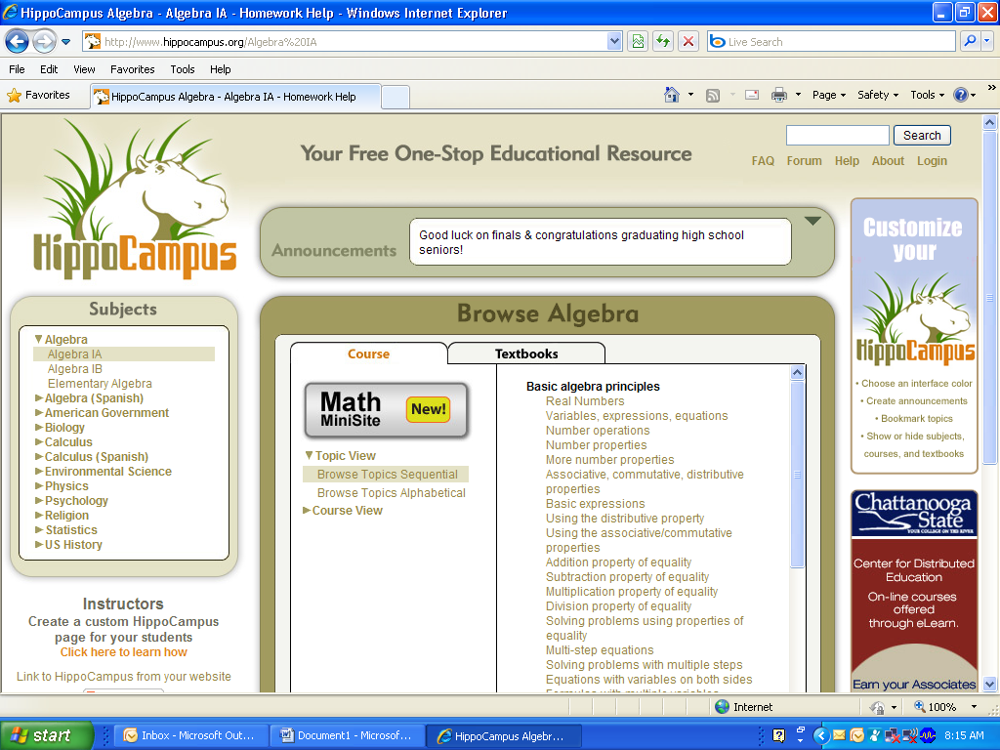 HippoCampus Algebra - Algebra IA - Homework Help - Windows Internet Explorer
http://www.hippocampus.org/Algebra%20IA
Live Search
File Edit View Favorites Tools Help
Favorites
HippoCampus Algebra - Algebra IA - Homework Help
Page Safety Tools
HippoCampus
Your Free One-Stop Educational Resource
Search
FAQ Forum Help About Login
Announcements
Good luck on finals & congratulations graduating high school
seniors!
Subjects
Algebra
Algebra IA
Algebra IB
Elementary Algebra
Algebra (Spanish)
American Government
Biology
Calculus
Calculus (Spanish)
Environmental Science
Physics
Psychology
Religion
Statistics
US History
Instructors
Create a custom HippoCampus
page for your students
Click here to learn how
Link to HippoCampus from your website
Browse Algebra
Course
Textbooks
Math
MiniSite
New!
Topic View
Browse Topics Sequential
Browse Topics Alphabetical
Course View
Basic algebra principles
Real Numbers
Variables, expressions, equations
Number operations
Number properties
More number properties
Associative, commutative, distributive
properties
Basic expressions
Using the distributive property
Using the associative/commutative
properties
Addition property of equality
Subtraction property of equality
Multiplication property of equality
Division property of equality
Solving problems using properties of
equality
Multi-step equations
Solving problems with multiple steps
Equations with variables on both sides
Formulas with multiple variables
Customize
your
HippoCampus
• Choose an interface color
• Create announcements
• Bookmark topics
• Show or hide subjects,
courses, and textbooks
Chattanooga
State
YOUR COLLEGE ON THE RIVER
Center for Distributed
Education
On-line courses
offered
through eLearn.
Earn your Associates
Internet
100%
start
Inbox - Microsoft Out...
Document1 - Microsof...
HippoCampus Algebr...
8:15 AM